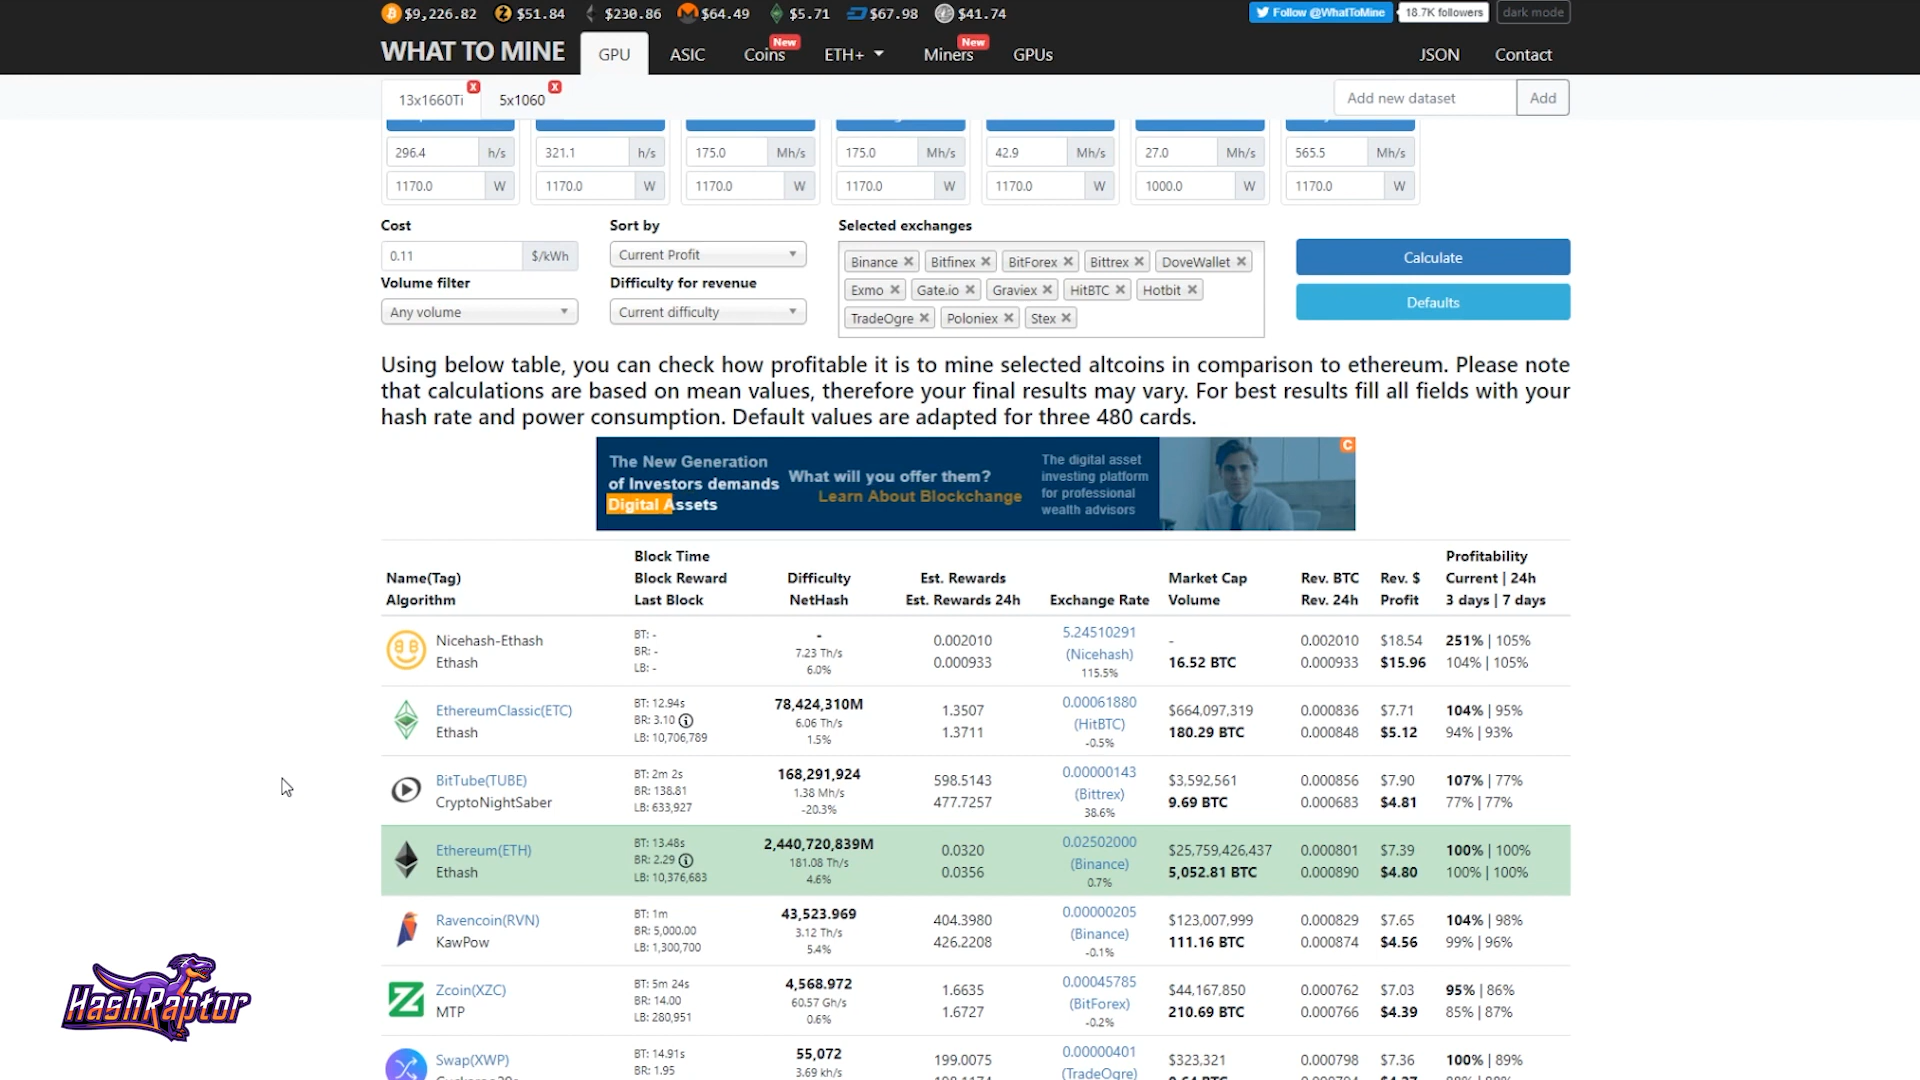 $9,226.82 $51.84 $230.86 $64.49 $5.71 $67.98 $41.74 Follow @WhatToMine 18.7K followers dark mode
WHAT TO MINE GPU ASIC Coins New ETH+ Miners New GPUs JSON Contact
13x1660Ti x 5x1060 x Add new dataset Add
296.4 h/s 321.1 h/s 175.0 Mh/s 175.0 Mh/s 42.9 Mh/s 27.0 Mh/s 565.5 Mh/s
1170.0 W 1170.0 W 1170.0 W 1170.0 W 1170.0 W 1000.0 W 1170.0 W
Cost Sort by Selected exchanges
0.11 $/kWh Current Profit Binance Bitfinex BitForex Bittrex DoveWallet Calculate
Volume filter Difficulty for revenue Exmo Gate.io Graviex HitBTC Hotbit Defaults
Any volume Current difficulty TradeOgre Poloniex Stex
Using below table, you can check how profitable it is to mine selected altcoins in comparison to ethereum. Please note
that calculations are based on mean values, therefore your final results may vary. For best results fill all fields with your
hash rate and power consumption. Default values are adapted for three 480 cards.
The New Generation
of Investors demands
Digital Assets
What will you offer them?
Learn About Blockchange
The digital asset
investing platform
for professional
wealth advisors
C
Name(Tag)
Algorithm
Block Time
Block Reward
Last Block
Difficulty
NetHash
Est. Rewards
Est. Rewards 24h
Exchange Rate
Market Cap
Volume
Rev. BTC
Rev. 24h
Rev. $
Profit
Profitability
Current | 24h
3 days | 7 days
Nicehash-Ethash
Ethash
BT: -
BR: -
LB: -
-
7.23 Th/s
6.0%
0.002010
0.000933
5.24510291
(Nicehash)
115.5%
-
16.52 BTC
0.002010
0.000933
$18.54
$15.96
251% | 105%
104% | 105%
EthereumClassic(ETC)
Ethash
BT: 12.94s
BR: 3.10
LB: 10,706,789
78,424,310M
6.06 Th/s
1.5%
1.3507
1.3711
0.00061880
(HitBTC)
-0.5%
$664,097,319
180.29 BTC
0.000836
0.000848
$7.71
$5.12
104% | 95%
94% | 93%
BitTube(TUBE)
CryptoNightSaber
BT: 2m 2s
BR: 138.81
LB: 633,927
168,291,924
1.38 Mh/s
-20.3%
598.5143
477.7257
0.00000143
(Bittrex)
38.6%
$3,592,561
9.69 BTC
0.000856
0.000683
$7.90
$4.81
107% | 77%
77% | 77%
Ethereum(ETH)
Ethash
BT: 13.48s
BR: 2.29
LB: 10,376,683
2,440,720,839M
181.08 Th/s
4.6%
0.0320
0.0356
0.02502000
(Binance)
0.7%
$25,759,426,437
5,052.81 BTC
0.000801
0.000890
$7.39
$4.80
100% | 100%
100% | 100%
Ravencoin(RVN)
KawPow
BT: 1m
BR: 5,000.00
LB: 1,300,700
43,523.969
3.12 Th/s
5.4%
404.3980
426.2208
0.00000205
(Binance)
-0.1%
$123,007,999
111.16 BTC
0.000829
0.000874
$7.65
$4.56
104% | 98%
99% | 96%
Zcoin(XZC)
MTP
BT: 5m 24s
BR: 14.00
LB: 280,951
4,568.972
60.57 Gh/s
0.6%
1.6635
1.6727
0.00045785
(BitForex)
-0.2%
$44,167,850
210.69 BTC
0.000762
0.000766
$7.03
$4.39
95% | 86%
85% | 87%
Swap(XWP)
BT: 14.91s
BR: 1.95
55,072
3.69 kh/s
199.0075
0.00000401
(TradeOgre)
$323,321
0.000798
$7.36
100% | 89%
HashRaptor